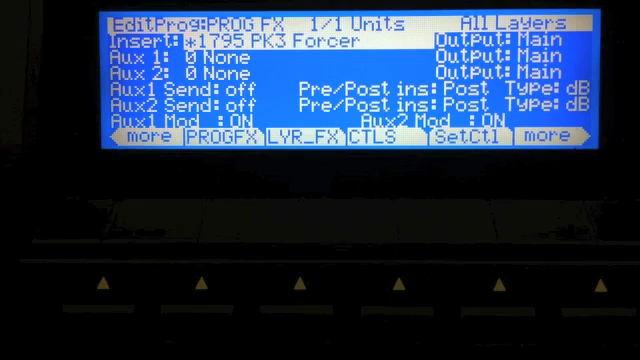 EditProg:PROG FX 1/1 Units All Layers
Insert:*1795 PK3 Forcer Output: Main
Aux 1: 0 None Output: Main
Aux 2: 0 None Output: Main
Aux1 Send: off Pre/Post ins: Post Type: dB
Aux2 Send: off Pre/Post ins: Post Type: dB
Aux1 Mod : ON Aux2 Mod : ON
more PROGFX LYR_FX CTLS SetCtl more